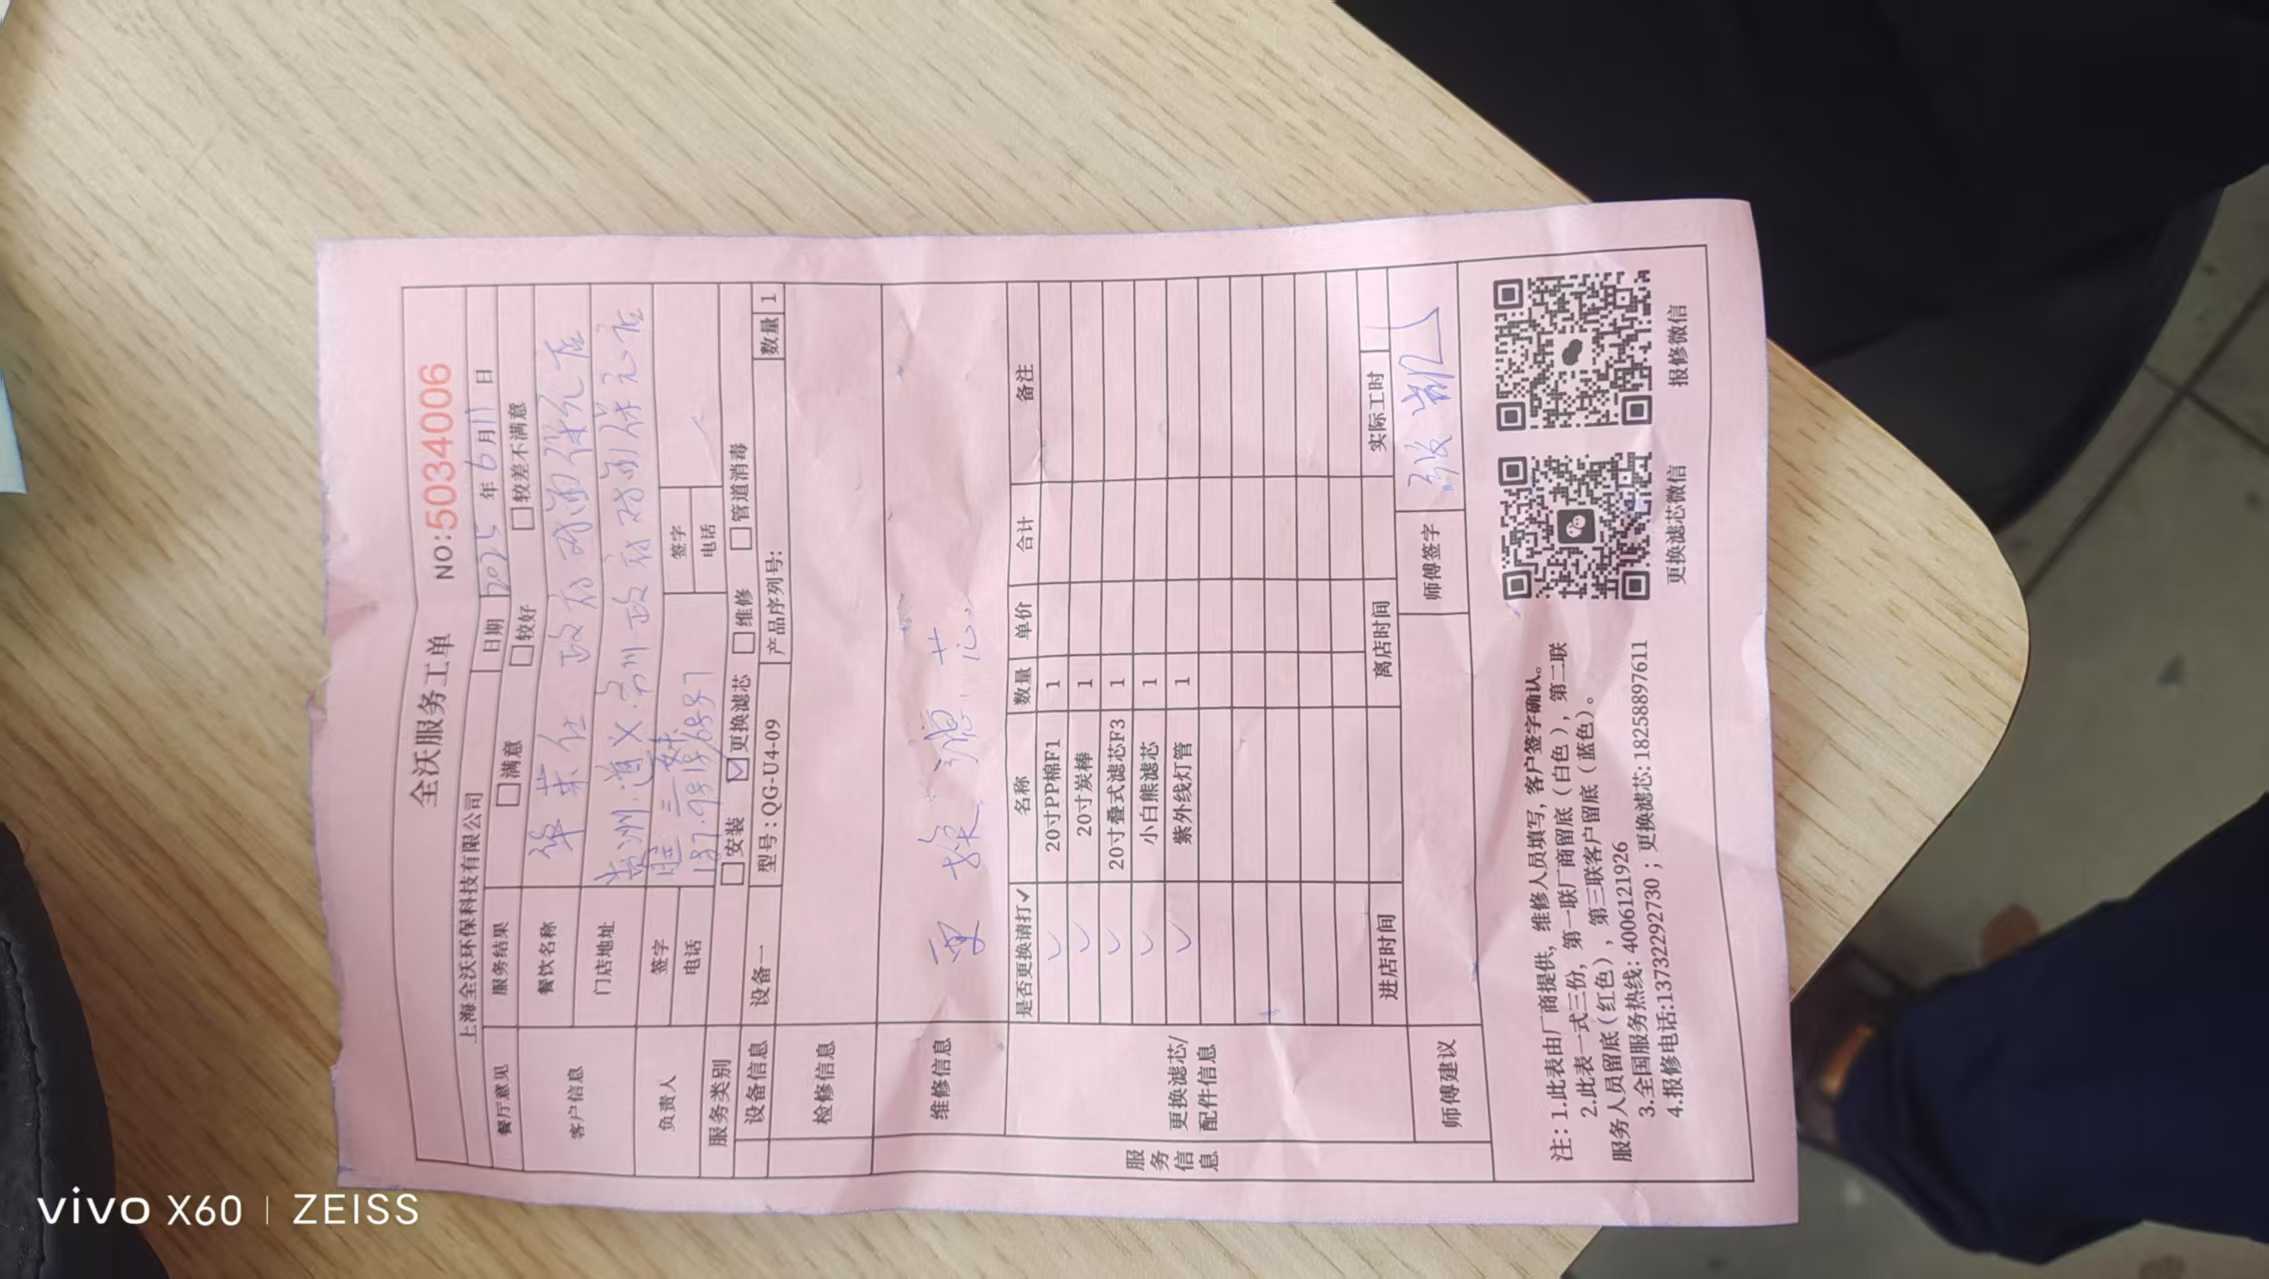 全沃服务工单 NO:5034006
上海全沃环保科技有限公司 日期 2025年6月11日
餐厅意见 服务结果 满意 较好 较差不满意
客户信息 餐饮名称 华莱仕
门店地址
负责人 签字 签字
电话 电话
服务类别 安装 更换滤芯 维修 管道消毒
设备信息 设备一 型号:QG-U4-09 产品序列号: 数量 1
检修信息
维修信息 更换滤芯
服务信息
更换滤芯/配件信息
是否更换请打✓ 名称 数量 单价 合计 备注
✓ 20寸PP棉F1 1
✓ 20寸炭棒 1
✓ 20寸叠式滤芯F3 1
✓ 小白熊滤芯 1
✓ 紫外线灯管 1
进店时间 离店时间 实际工时
师傅建议 师傅签字
注:1.此表由厂商提供,维修人员填写,客户签字确认。
2.此表一式三份,第一联厂商留底(白色),第二联
服务人员留底(红色),第三联客户留底(蓝色)。
3.全国服务热线:4006121926
4.报修电话:13732292730;更换滤芯:18258897611
更换滤芯微信 报修微信
vivo X60 | ZEISS